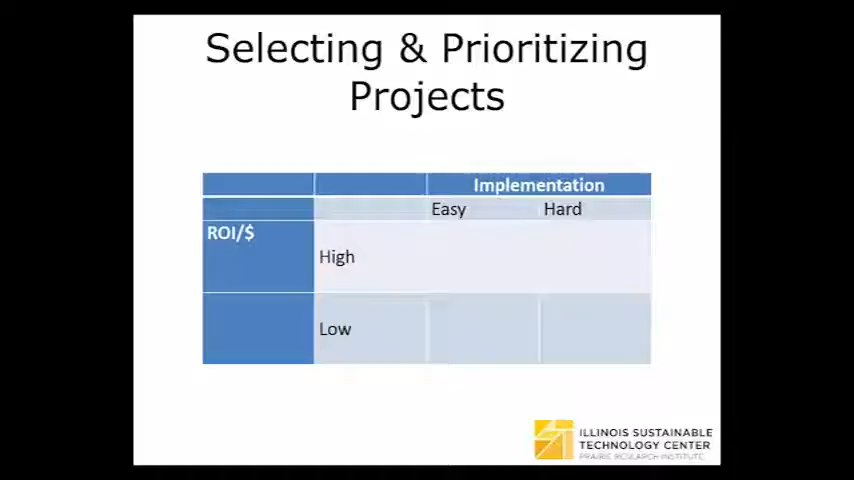 Selecting & Prioritizing
Projects
Implementation
Easy Hard
ROI/$
High
Low
ILLINOIS SUSTAINABLE
TECHNOLOGY CENTER
PRAIRIE RESEARCH INSTITUTE